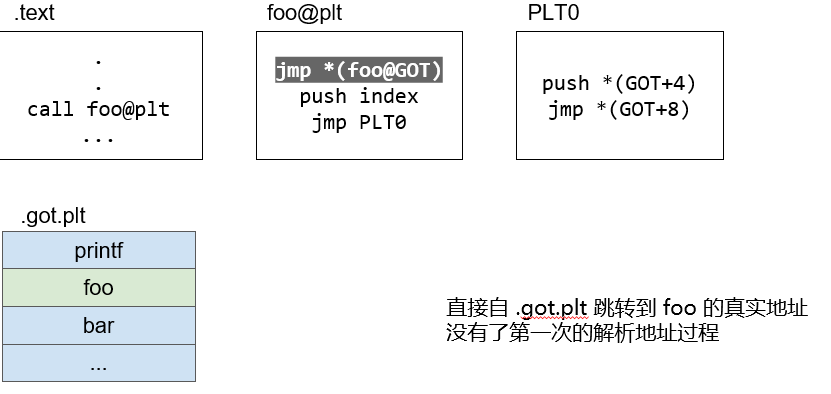 .text
.
.
call foo@plt
...
foo@plt
jmp *(foo@GOT)
push index
jmp PLT0
PLT0
push *(GOT+4)
jmp *(GOT+8)
.got.plt
printf
foo
bar
...
直接自 .got.plt 跳转到 foo 的真实地址
没有了第一次的解析地址过程